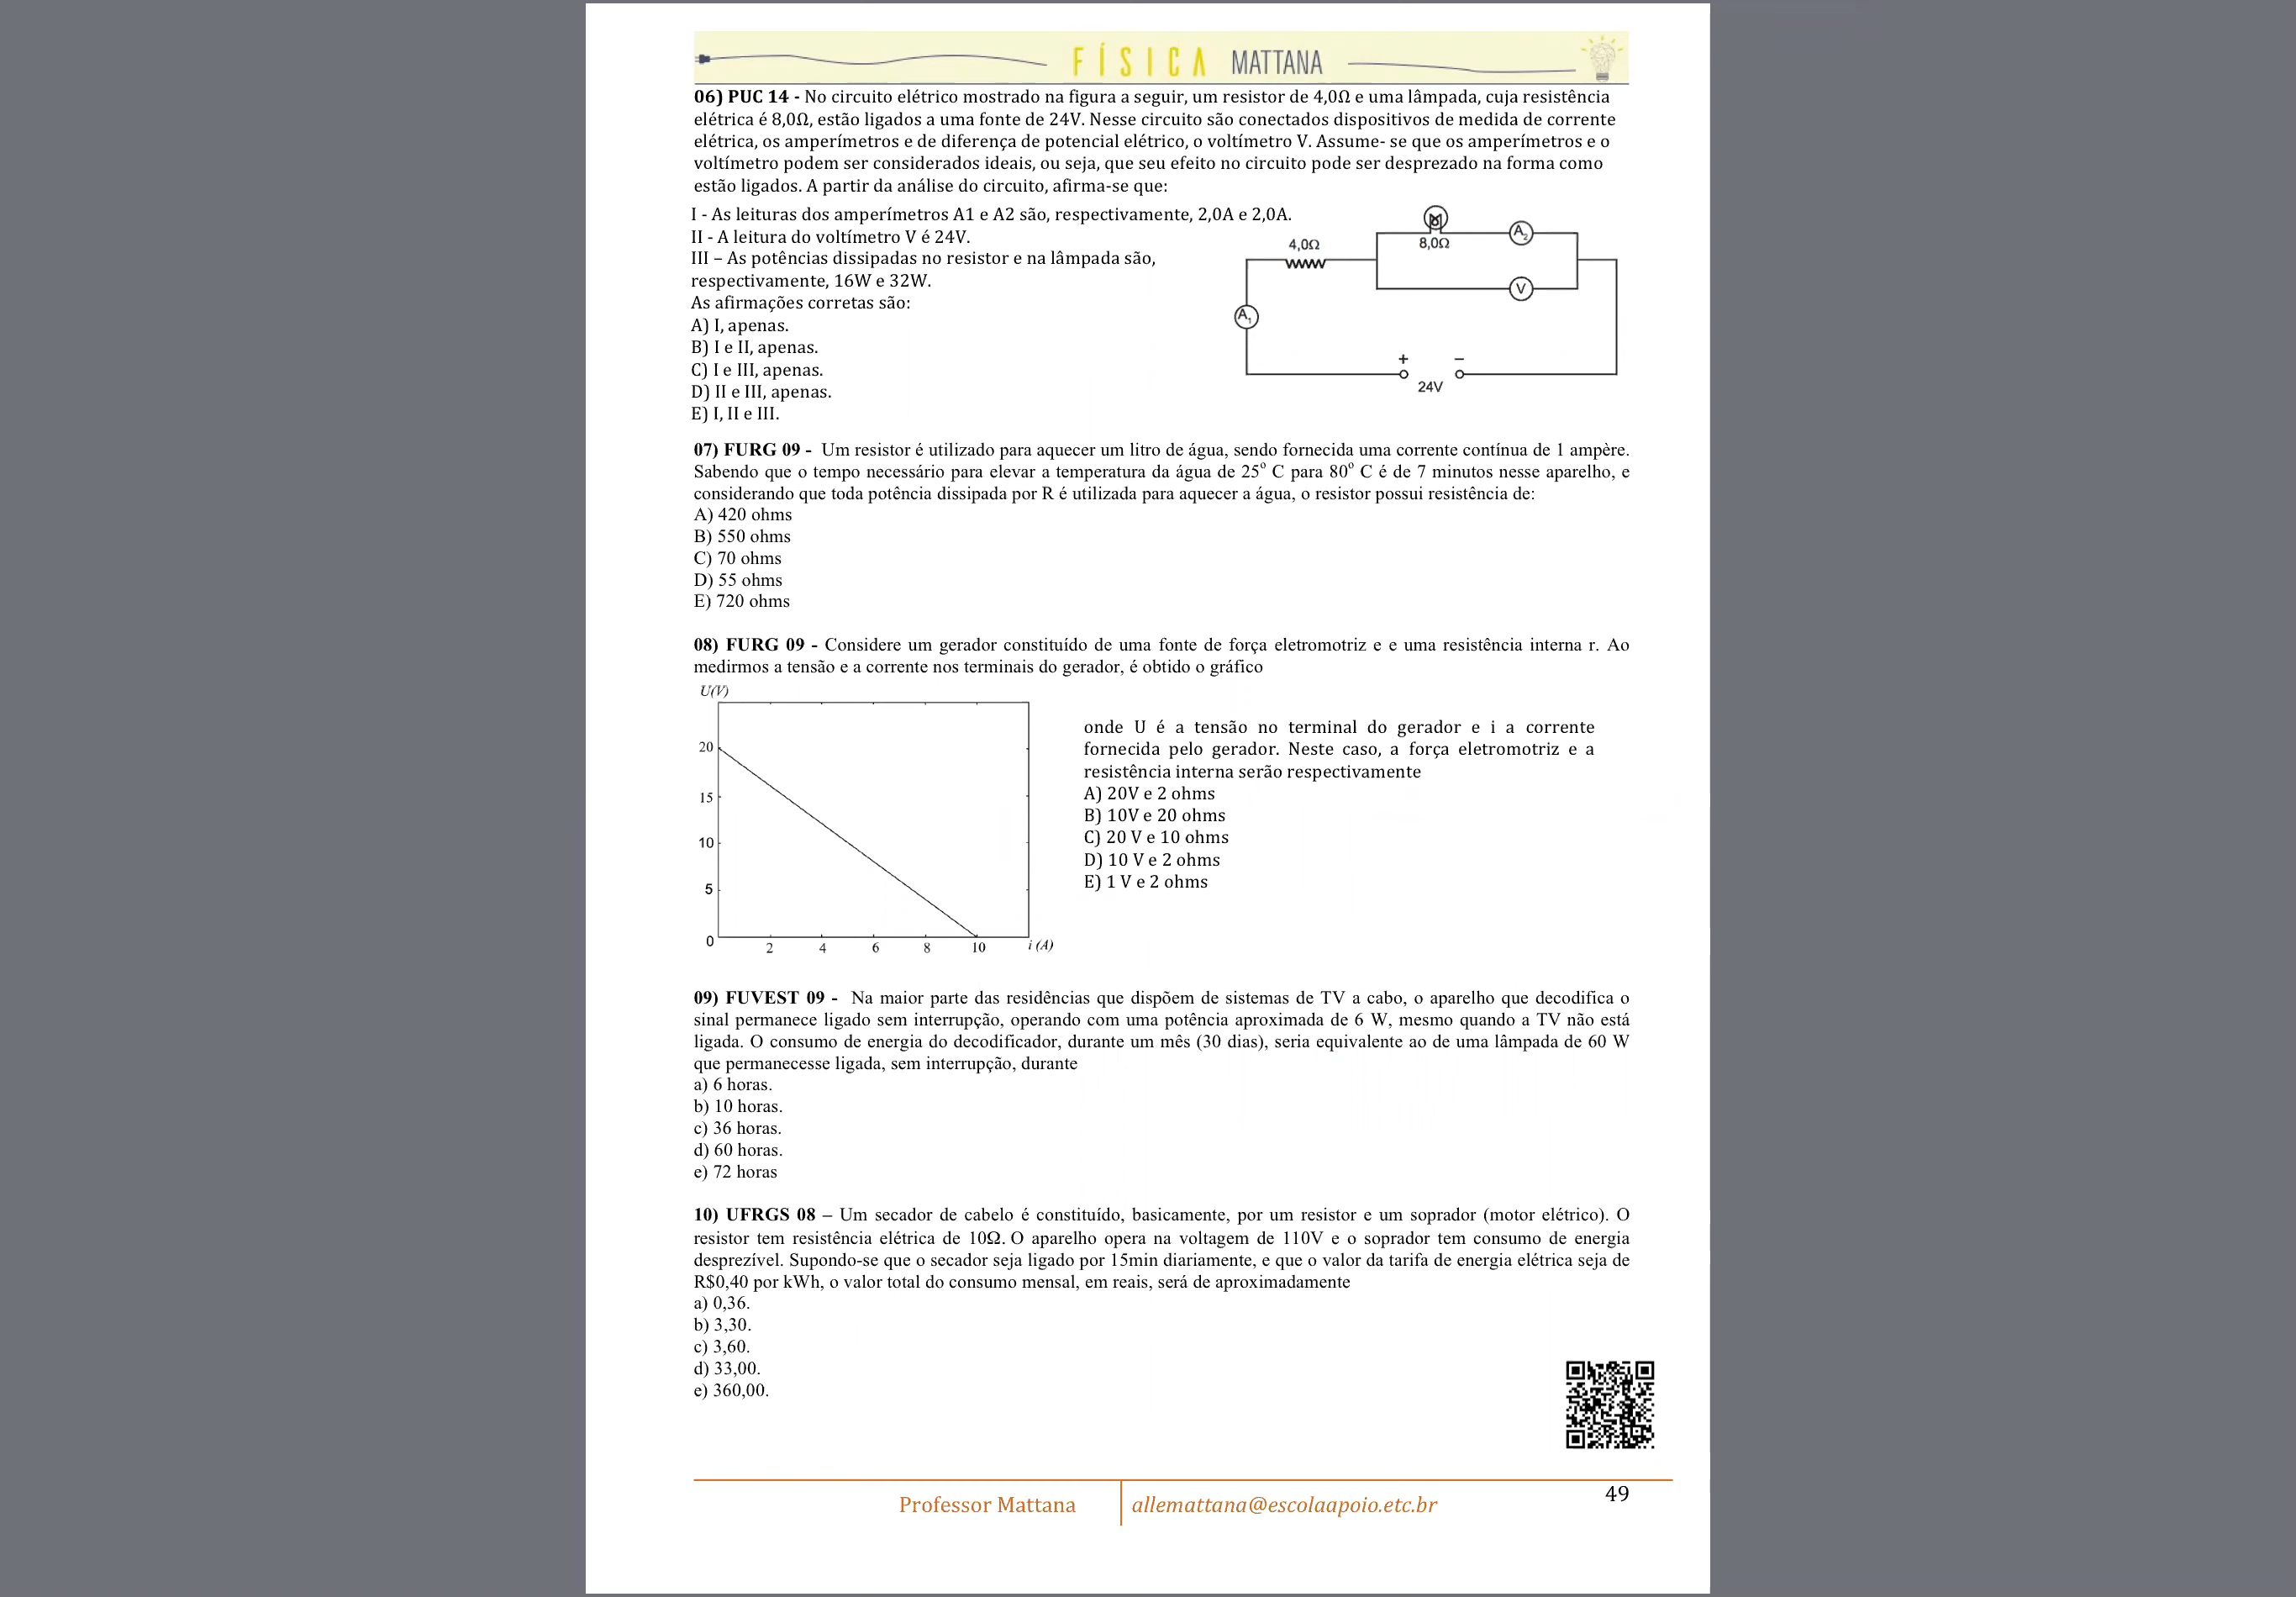 FÍSICA MATTANA
06) PUC 14 - No circuito elétrico mostrado na figura a seguir, um resistor de 4,0Ω e uma lâmpada, cuja resistência
elétrica é 8,0Ω, estão ligados a uma fonte de 24V. Nesse circuito são conectados dispositivos de medida de corrente
elétrica, os amperímetros e de diferença de potencial elétrico, o voltímetro V. Assume- se que os amperímetros e o
voltímetro podem ser considerados ideais, ou seja, que seu efeito no circuito pode ser desprezado na forma como
estão ligados. A partir da análise do circuito, afirma-se que:
I - As leituras dos amperímetros A1 e A2 são, respectivamente, 2,0A e 2,0A.
II - A leitura do voltímetro V é 24V.
III – As potências dissipadas no resistor e na lâmpada são,
respectivamente, 16W e 32W.
As afirmações corretas são:
A) I, apenas.
B) I e II, apenas.
C) I e III, apenas.
D) II e III, apenas.
E) I, II e III.
4,0Ω
8,0Ω
A2
V
A1
+ −
24V
07) FURG 09 - Um resistor é utilizado para aquecer um litro de água, sendo fornecida uma corrente contínua de 1 ampère.
Sabendo que o tempo necessário para elevar a temperatura da água de 25º C para 80º C é de 7 minutos nesse aparelho, e
considerando que toda potência dissipada por R é utilizada para aquecer a água, o resistor possui resistência de:
A) 420 ohms
B) 550 ohms
C) 70 ohms
D) 55 ohms
E) 720 ohms
08) FURG 09 - Considere um gerador constituído de uma fonte de força eletromotriz e e uma resistência interna r. Ao
medirmos a tensão e a corrente nos terminais do gerador, é obtido o gráfico
U(V)
20
15
10
5
0
2 4 6 8 10 i (A)
onde U é a tensão no terminal do gerador e i a corrente
fornecida pelo gerador. Neste caso, a força eletromotriz e a
resistência interna serão respectivamente
A) 20V e 2 ohms
B) 10V e 20 ohms
C) 20 V e 10 ohms
D) 10 V e 2 ohms
E) 1 V e 2 ohms
09) FUVEST 09 - Na maior parte das residências que dispõem de sistemas de TV a cabo, o aparelho que decodifica o
sinal permanece ligado sem interrupção, operando com uma potência aproximada de 6 W, mesmo quando a TV não está
ligada. O consumo de energia do decodificador, durante um mês (30 dias), seria equivalente ao de uma lâmpada de 60 W
que permanecesse ligada, sem interrupção, durante
a) 6 horas.
b) 10 horas.
c) 36 horas.
d) 60 horas.
e) 72 horas
10) UFRGS 08 – Um secador de cabelo é constituído, basicamente, por um resistor e um soprador (motor elétrico). O
resistor tem resistência elétrica de 10Ω. O aparelho opera na voltagem de 110V e o soprador tem consumo de energia
desprezível. Supondo-se que o secador seja ligado por 15min diariamente, e que o valor da tarifa de energia elétrica seja de
R$0,40 por kWh, o valor total do consumo mensal, em reais, será de aproximadamente
a) 0,36.
b) 3,30.
c) 3,60.
d) 33,00.
e) 360,00.
Professor Mattana
allemattana@escolaapoio.etc.br
49